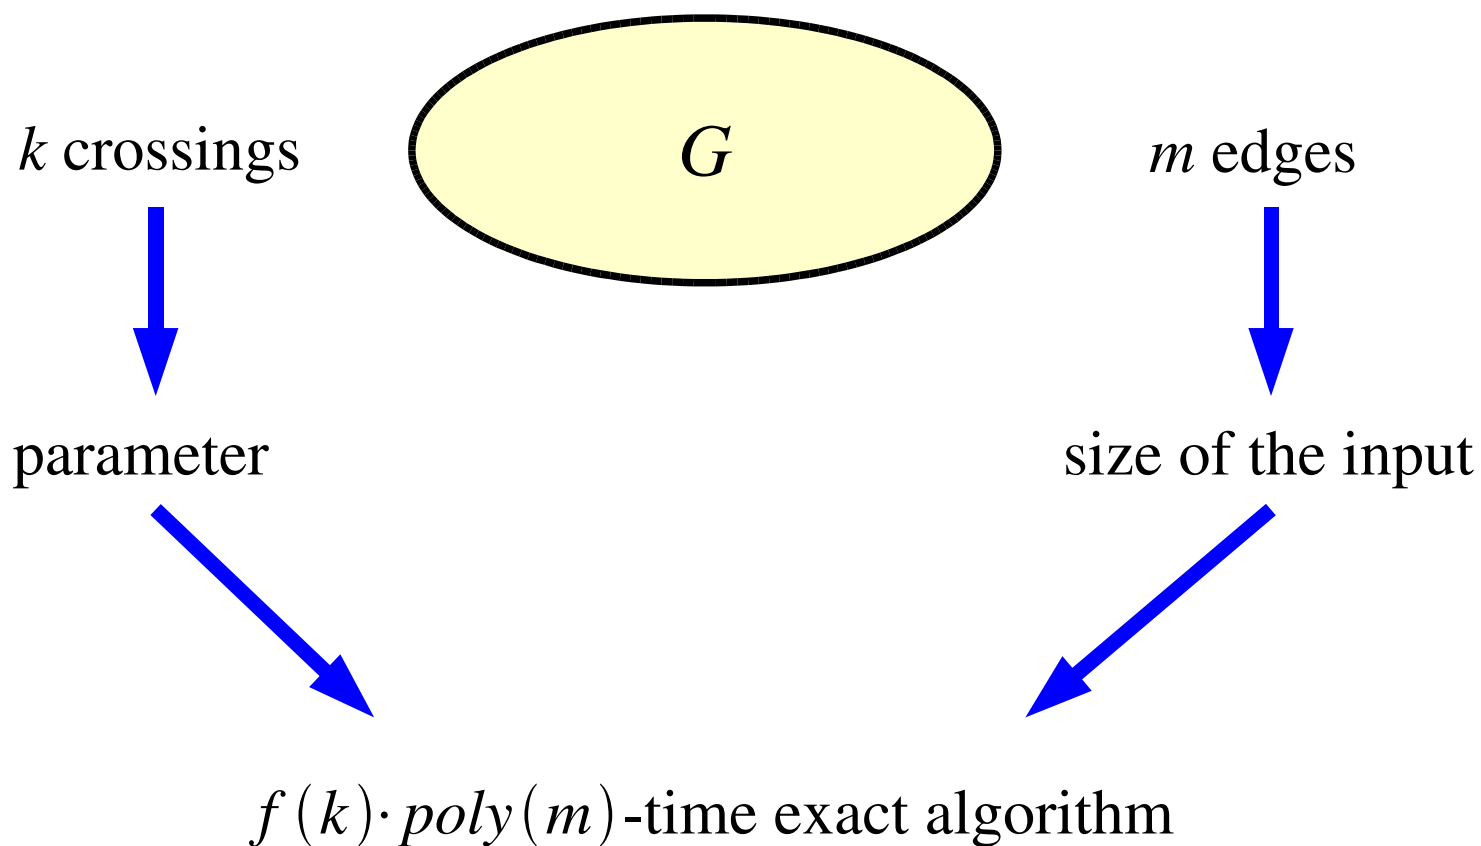 k crossings
G
m edges
parameter
size of the input
f(k)·poly(m)-time exact algorithm